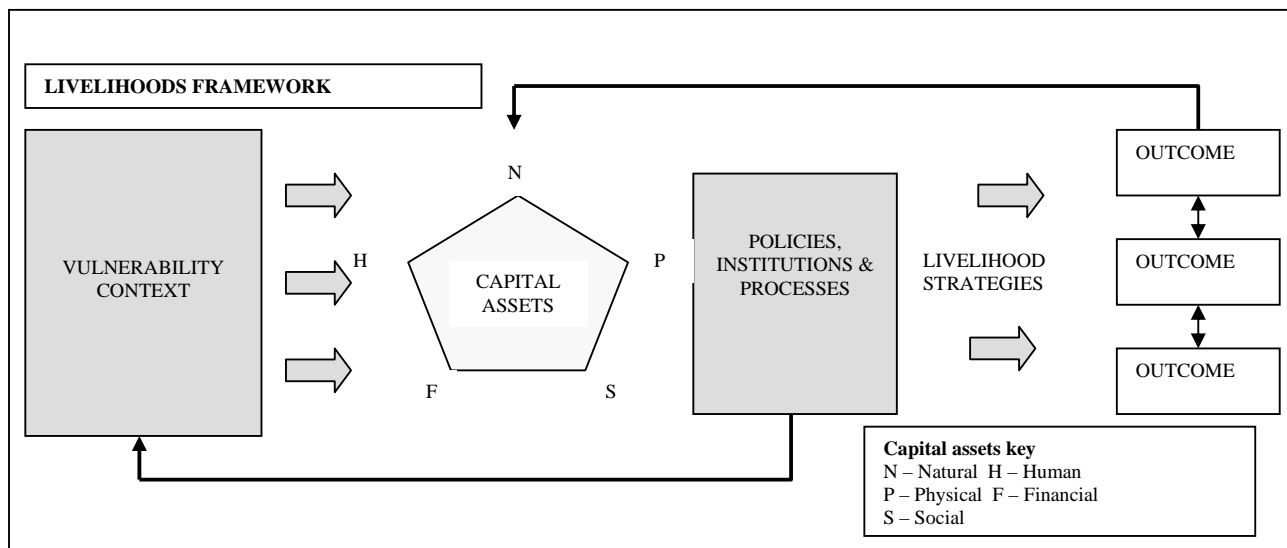 LIVELIHOODS FRAMEWORK
VULNERABILITY
CONTEXT
N
H
P
F
S
CAPITAL
ASSETS
POLICIES,
INSTITUTIONS &
PROCESSES
LIVELIHOOD
STRATEGIES
OUTCOME
OUTCOME
OUTCOME
Capital assets key
N – Natural H – Human
P – Physical F – Financial
S – Social